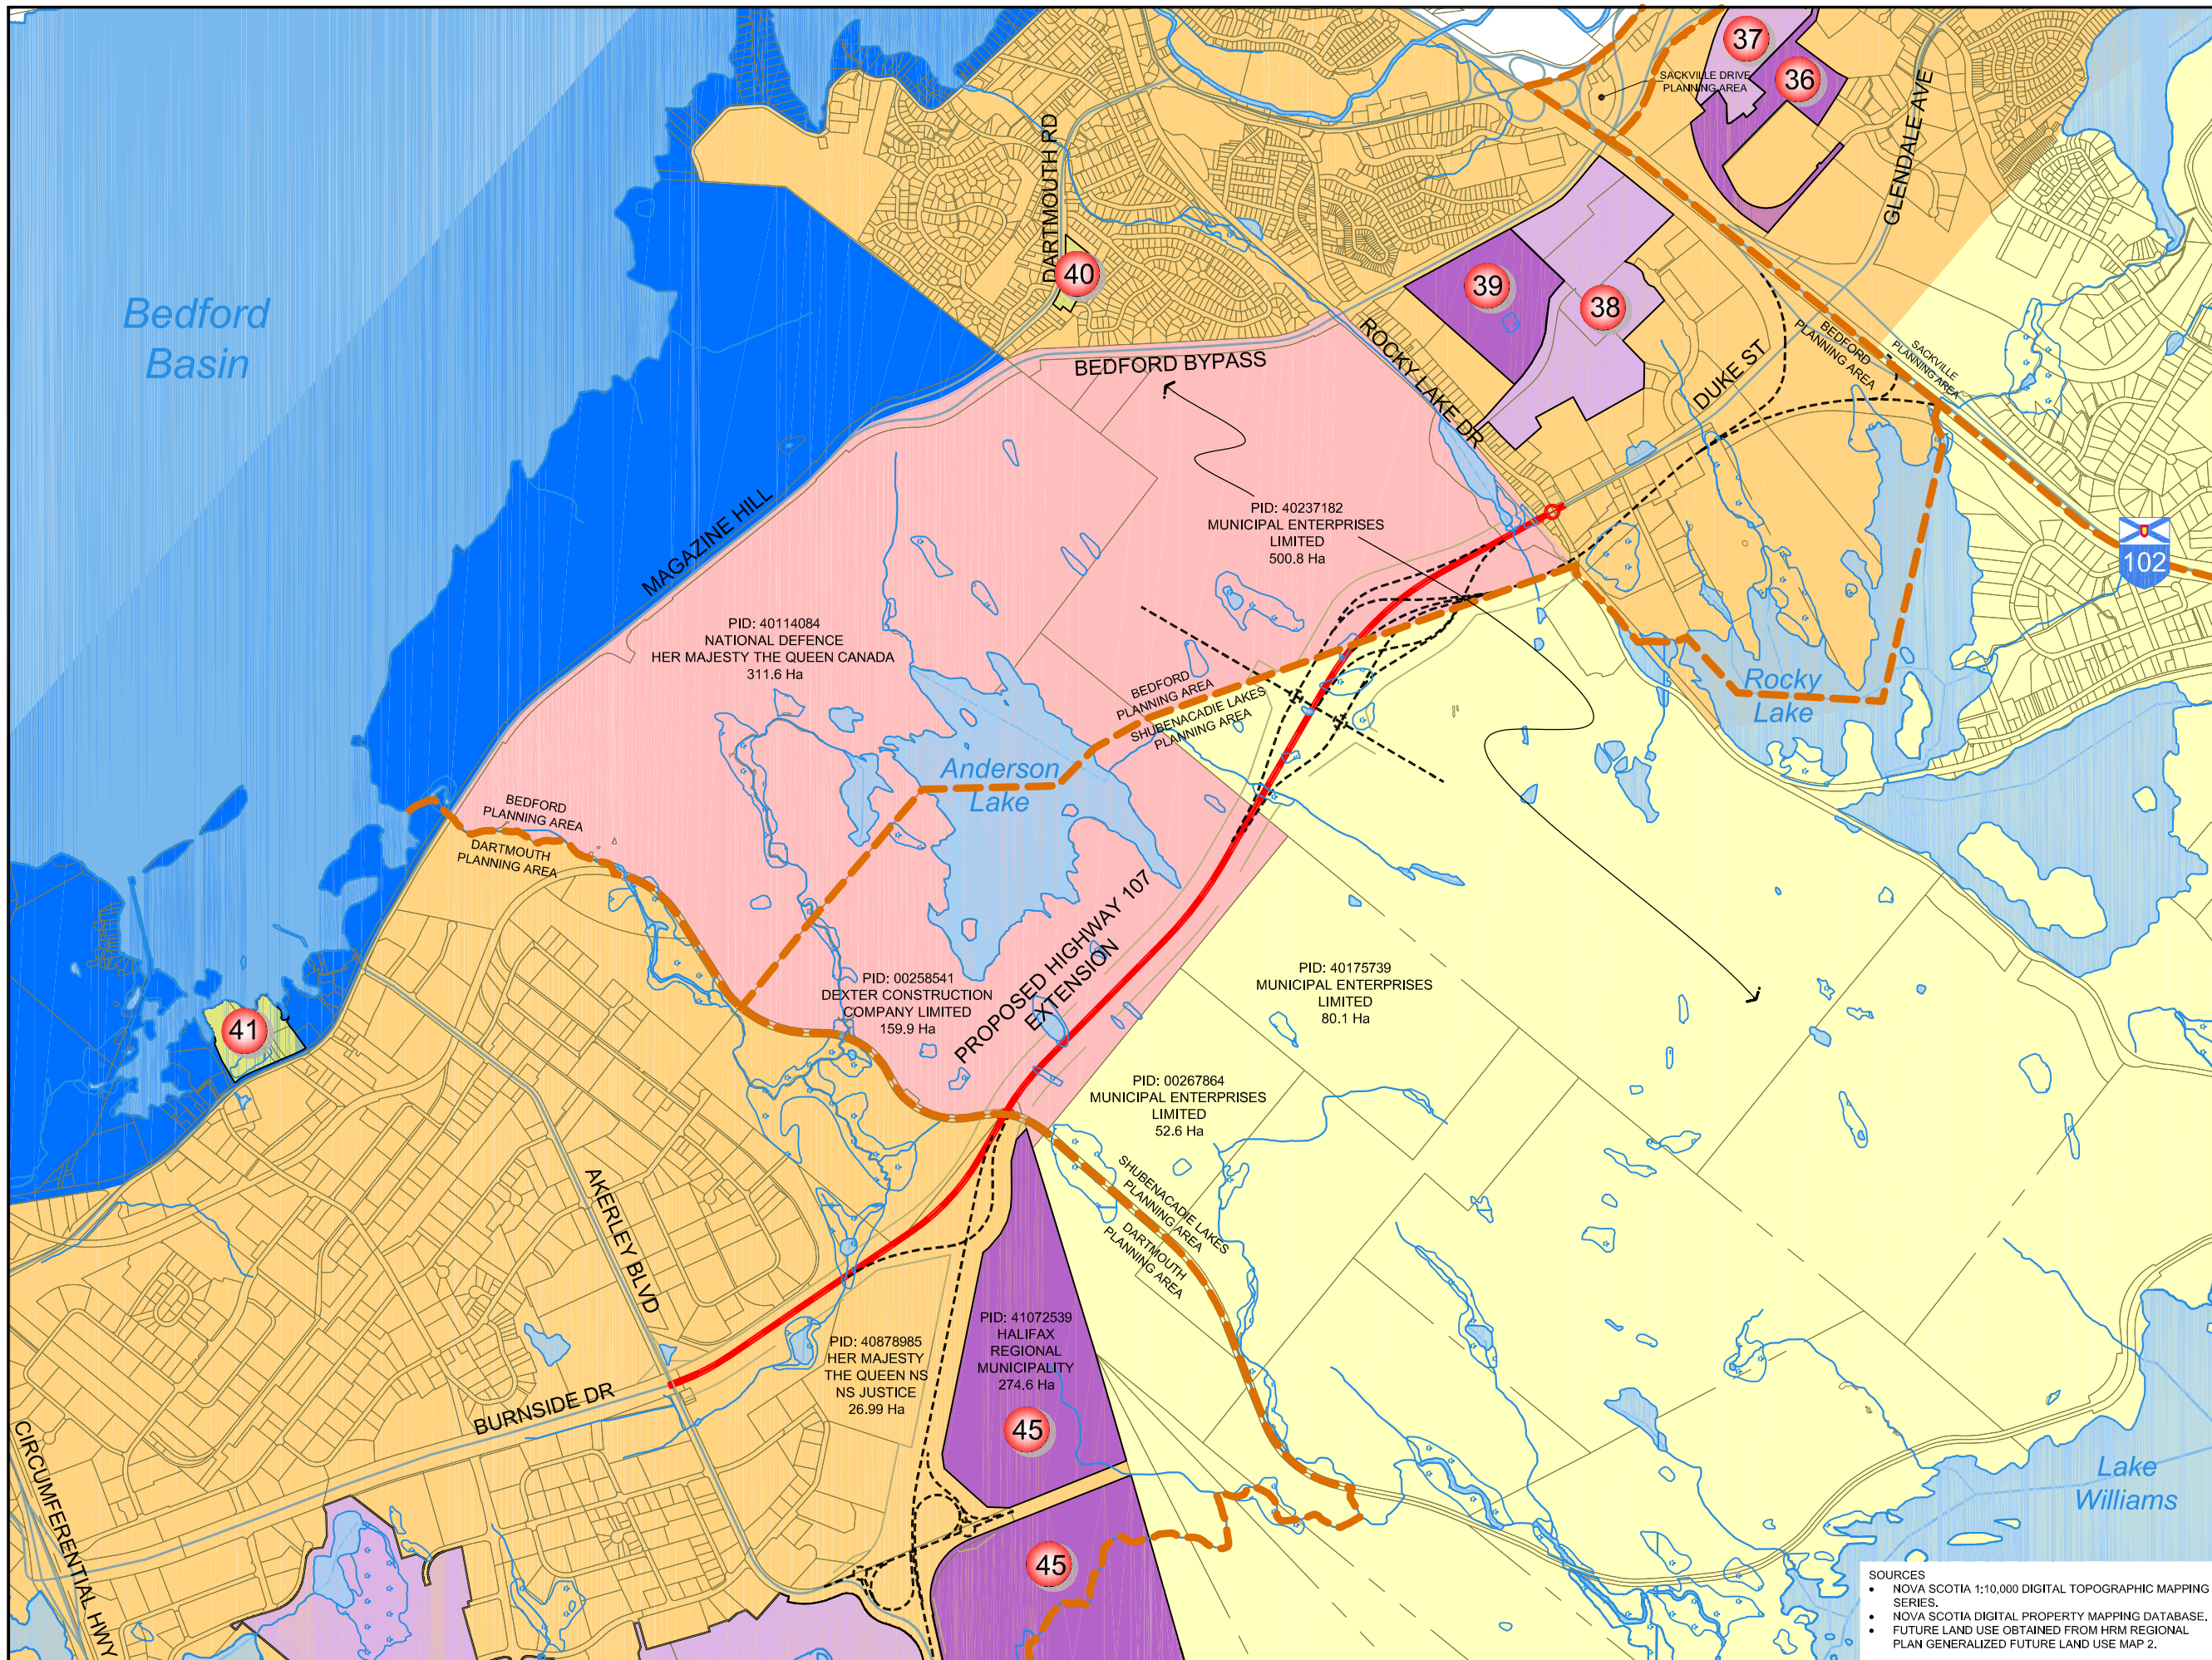 37
36
SACKVILLE DRIVE
PLANNING AREA
GLENDALE AVE
DARTMOUTH RD
40
39
38
Bedford
Basin
BEDFORD BYPASS
ROCKY LAKE DR
DUKE ST
BEDFORD
PLANNING AREA
SACKVILLE
PLANNING AREA
102
MAGAZINE HILL
PID: 40237182
MUNICIPAL ENTERPRISES
LIMITED
500.8 Ha
PID: 40114084
NATIONAL DEFENCE
HER MAJESTY THE QUEEN CANADA
311.6 Ha
BEDFORD
PLANNING AREA
SHUBENACADIE LAKES
PLANNING AREA
Rocky
Lake
Anderson
Lake
BEDFORD
PLANNING AREA
DARTMOUTH
PLANNING AREA
PROPOSED HIGHWAY 107
EXTENSION
PID: 00258541
DEXTER CONSTRUCTION
COMPANY LIMITED
159.9 Ha
PID: 40175739
MUNICIPAL ENTERPRISES
LIMITED
80.1 Ha
41
PID: 00267864
MUNICIPAL ENTERPRISES
LIMITED
52.6 Ha
SHUBENACADIE LAKES
PLANNING AREA
DARTMOUTH
PLANNING AREA
AKERLEY BLVD
PID: 40878985
HER MAJESTY
THE QUEEN NS
NS JUSTICE
26.99 Ha
PID: 41072539
HALIFAX
REGIONAL
MUNICIPALITY
274.6 Ha
45
BURNSIDE DR
CIRCUMFERENTIAL HWY
45
Lake
Williams
SOURCES
• NOVA SCOTIA 1:10,000 DIGITAL TOPOGRAPHIC MAPPING
SERIES.
• NOVA SCOTIA DIGITAL PROPERTY MAPPING DATABASE.
• FUTURE LAND USE OBTAINED FROM HRM REGIONAL
PLAN GENERALIZED FUTURE LAND USE MAP 2.